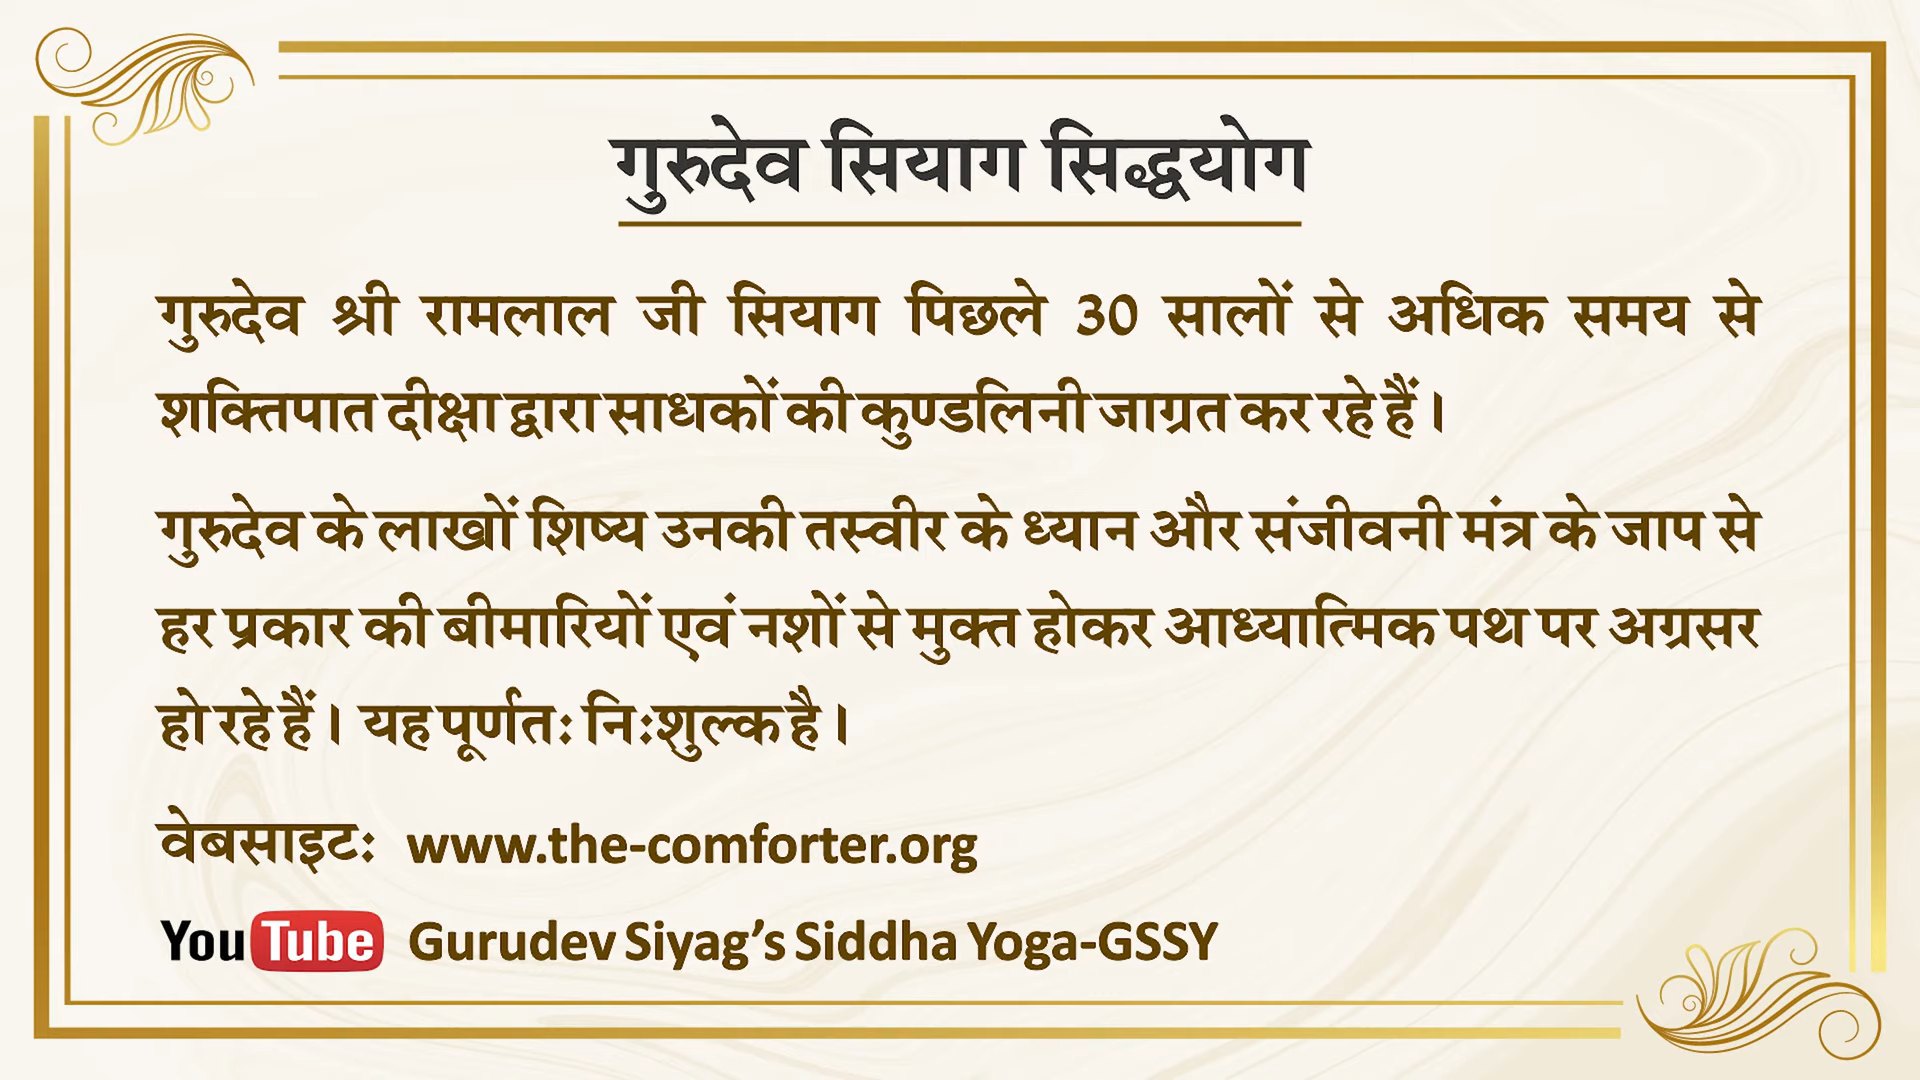 गुरुदेव सियाग सिद्धयोग
गुरुदेव श्री रामलाल जी सियाग पिछले 30 सालों से अधिक समय से
शक्तिपात दीक्षा द्वारा साधकों की कुण्डलिनी जाग्रत कर रहे हैं।
गुरुदेव के लाखों शिष्य उनकी तस्वीर के ध्यान और संजीवनी मंत्र के जाप से
हर प्रकार की बीमारियों एवं नशों से मुक्त होकर आध्यात्मिक पथ पर अग्रसर
हो रहे हैं। यह पूर्णतः निःशुल्क है।
वेबसाइटः www.the-comforter.org
YouTube Gurudev Siyag’s Siddha Yoga-GSSY